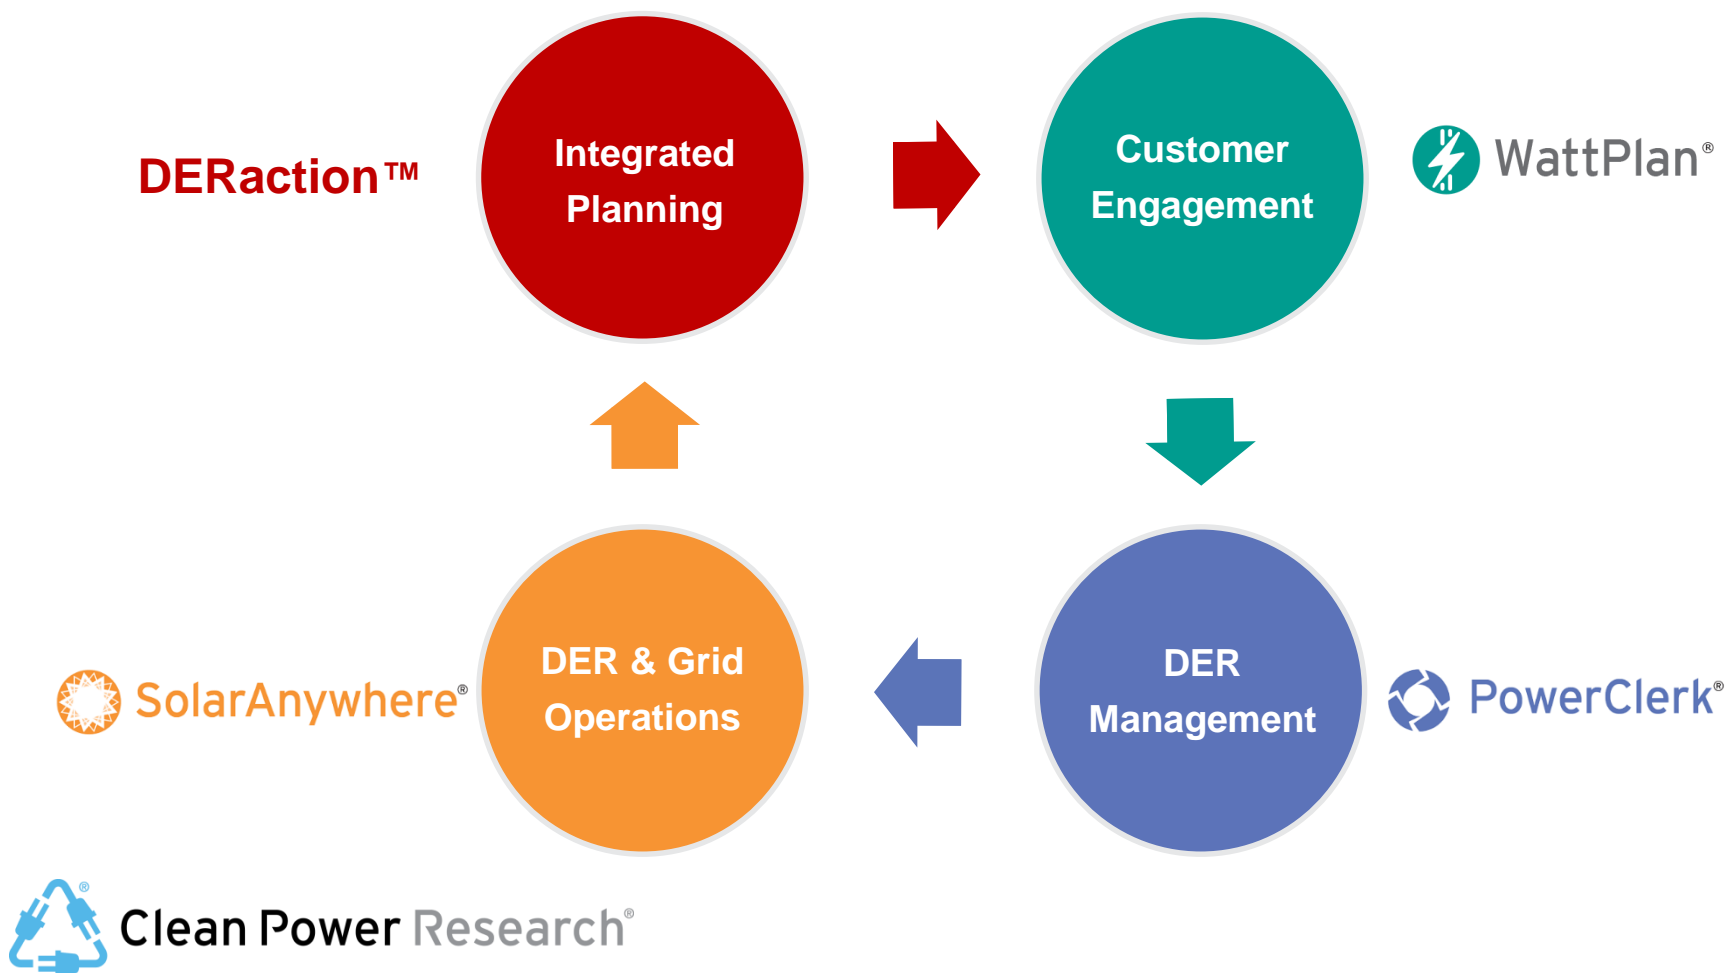 DERaction™
Integrated
Planning
Customer
Engagement
WattPlan®
SolarAnywhere®
DER & Grid
Operations
DER
Management
PowerClerk®
®
Clean Power Research®